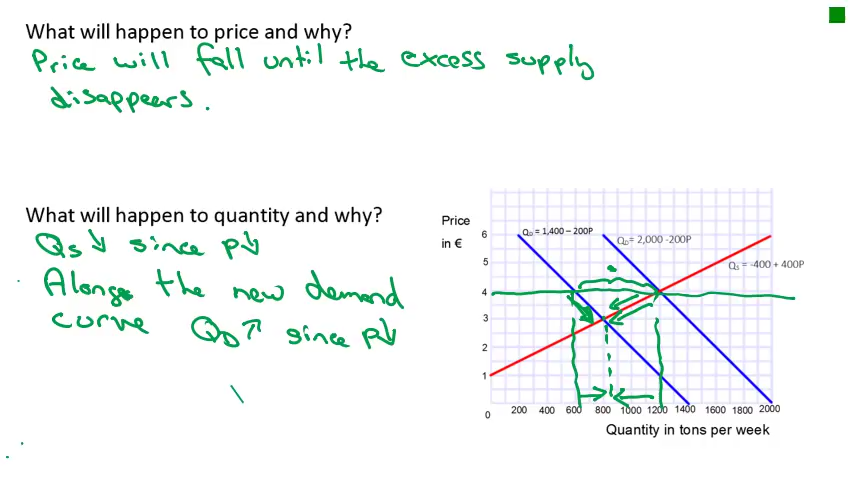 What will happen to price and why?
Price will fall until the excess supply
disappears.
What will happen to quantity and why?
Qs ↓ since p↓
Along the new demand
curve QD ↑ since p↓
Price
in €
6
5
4
3
2
1
0 200 400 600 800 1000 1200 1400 1600 1800 2000
Quantity in tons per week
QD = 1,400 – 200P
QD= 2,000 -200P
QS = -400 + 400P